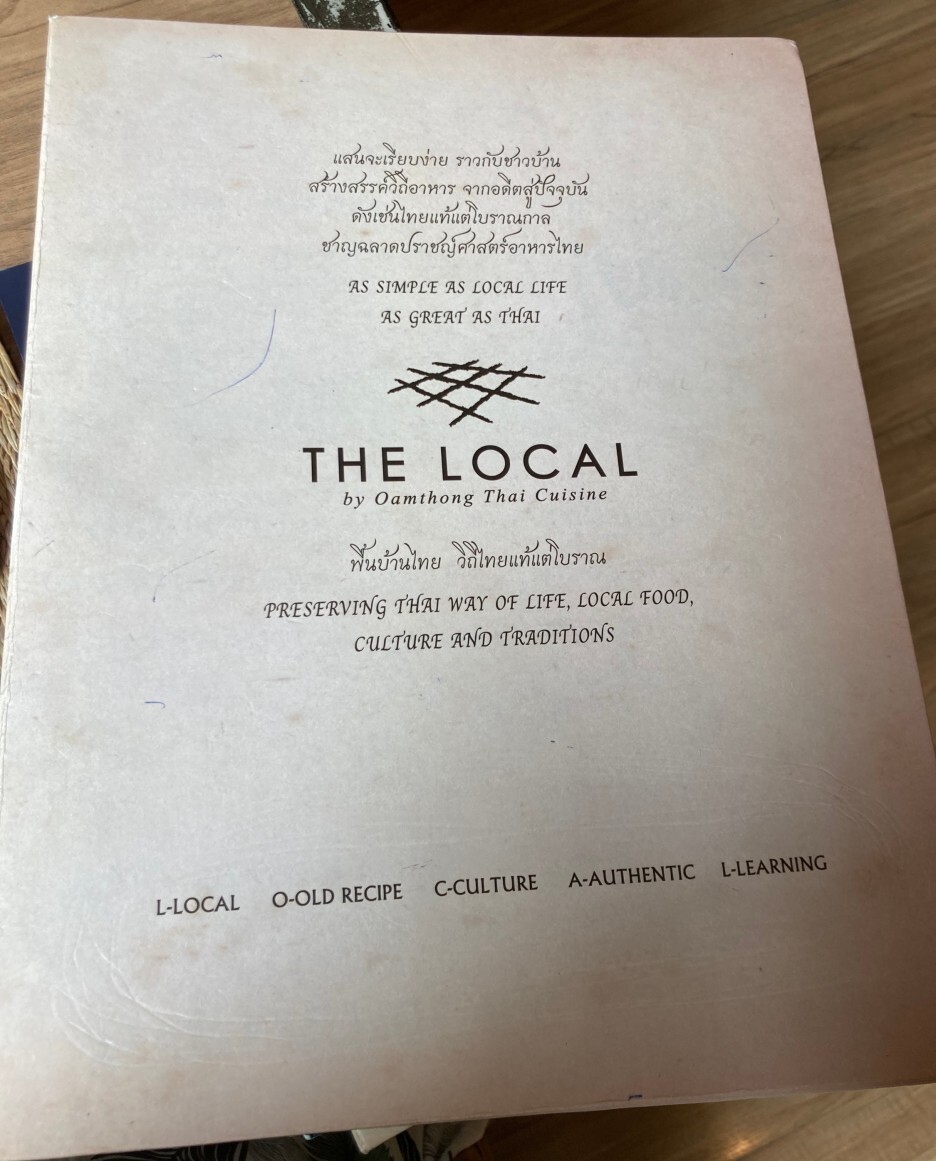 แสนจะเรียบง่าย ราวกับชาวบ้าน
สร้างสรรค์วิถีอาหาร จากอดีตสู่ปัจจุบัน
ดังเช่นไทยแท้แต่โบราณกาล
ชาญฉลาดปราชญ์ศาสตร์อาหารไทย
AS SIMPLE AS LOCAL LIFE
AS GREAT AS THAI
THE LOCAL
by Oamthong Thai Cuisine
พื้นบ้านไทย วิถีไทยแท้แต่โบราณ
PRESERVING THAI WAY OF LIFE, LOCAL FOOD,
CULTURE AND TRADITIONS
L-LOCAL O-OLD RECIPE C-CULTURE A-AUTHENTIC L-LEARNING